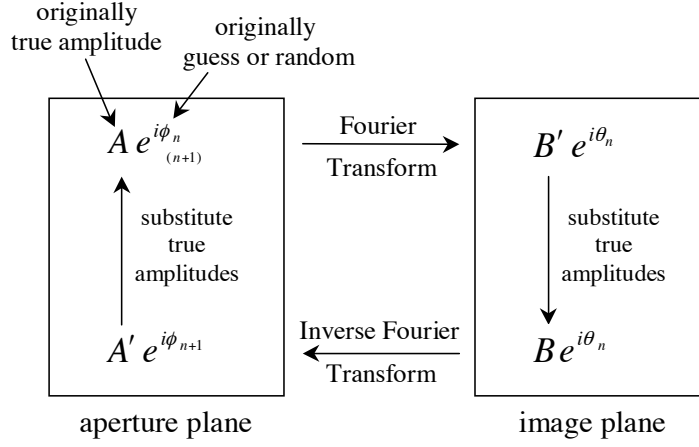 originally
true amplitude
originally
guess or random
A e^{iϕ_n}
(n+1)
Fourier
Transform
B′ e^{iθ_n}
substitute
true
amplitudes
substitute
true
amplitudes
A′ e^{iϕ_{n+1}}
Inverse Fourier
Transform
B e^{iθ_n}
aperture plane
image plane